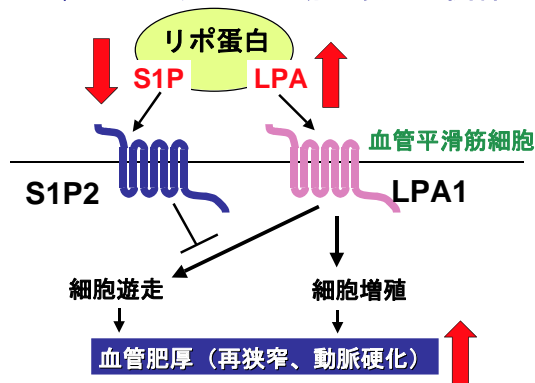 リポ蛋白
S1P LPA
血管平滑筋細胞
S1P2 LPA1
細胞遊走 細胞増殖
血管肥厚（再狭窄、動脈硬化）